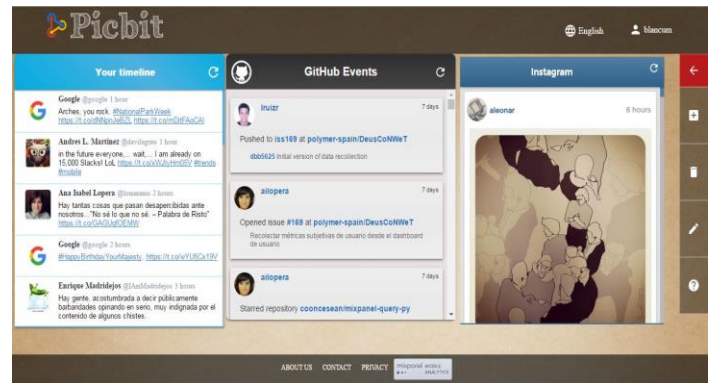 Picbit
English
blancum
Your timeline
Google @google 1 hour
Arches, you rock. #NationalParkWeek
Andres L. Martinez @davilagrau 1 hour
in the future everyone... wait,... I am already on
15.000 Slacks! LoL
#trends
#mobile
Ana Isabel Lopera 2 hours
Hay tantas cosas que pasan desapercibidas ante
nosotros..."No sé lo que no sé. – Palabra de Risto"
Google @google 2 hours
#HappyBirthdayYourMajesty,
Enrique Madridejos 3 hours
Hay gente, acostumbrada a decir públicamente
barbaridades opinando en serio, muy indignada por el
contenido de algunos chistes.
GitHub Events
lruizr
7 days
Pushed to iss169 at polymer-spain/DeusCoNWeT
dbb5625 Initial version of data recollection
ailopera
7 days
Opened issue #169 at polymer-spain/DeusCoNWeT
Recolectar métricas subjetivas de usuario desde el dashboard
de usuario
ailopera
7 days
Starred repository cooncesean/mixpanel-query-py
Instagram
aleonar
6 hours
ABOUT US CONTACT PRIVACY
mixpanel MOBILE
ANALYTICS